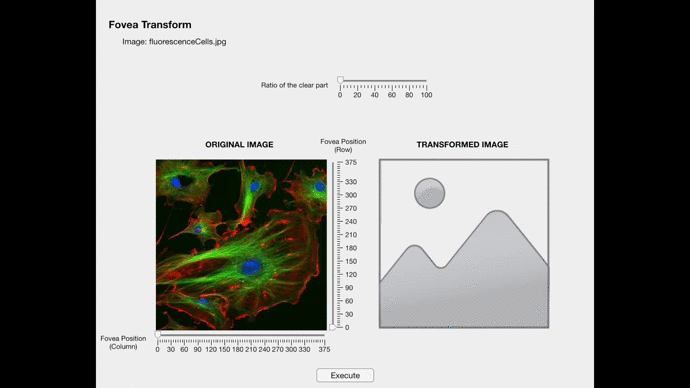 Fovea Transform
Image: fluorescenceCells.jpg
Ratio of the clear part
0 20 40 60 80 100
ORIGINAL IMAGE
Fovea Position
(Row)
TRANSFORMED IMAGE
375
330
300
270
240
210
180
150
120
90
60
30
0
Fovea Position
(Column)
0 30 60 90 120 150 180 210 240 270 300 330 375
Execute